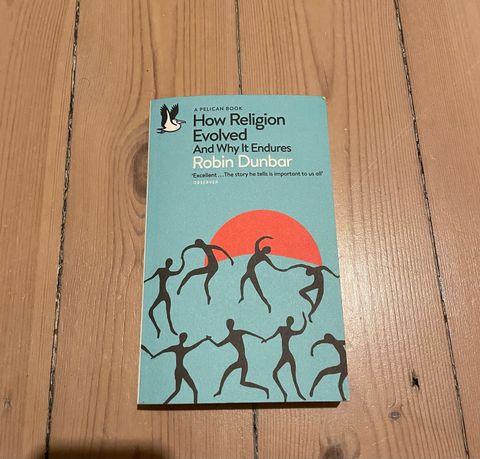 A PELICAN BOOK
How Religion
Evolved
And Why It Endures
Robin Dunbar
'Excellent ... The story he tells is important to us all'
OBSERVER